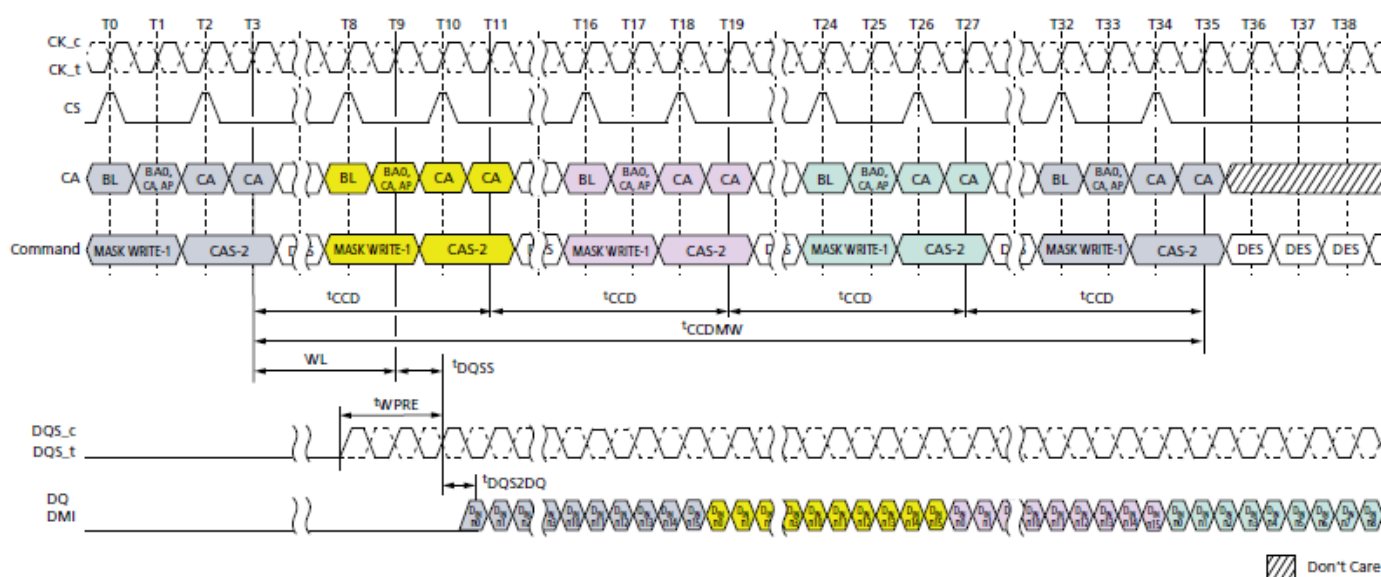 T0 T1 T2 T3 T8 T9 T10 T11 T16 T17 T18 T19 T24 T25 T26 T27 T32 T33 T34 T35 T36 T37 T38
CK_c
CK_t
CS
CA BL BA0, CA, AP CA CA BL BA0, CA, AP CA CA BL BA0, CA, AP CA CA BL BA0, CA, AP CA CA BL BA0, CA, AP CA CA
Command MASK WRITE-1 CAS-2 MASK WRITE-1 CAS-2 MASK WRITE-1 CAS-2 MASK WRITE-1 CAS-2 MASK WRITE-1 CAS-2 DES DES DES
tCCD tCCD tCCD tCCD
tCCDMW
WL tDQSS
tWPRE
DQS_c
DQS_t
tDQS2DQ
DQ
DMI
Don't Care